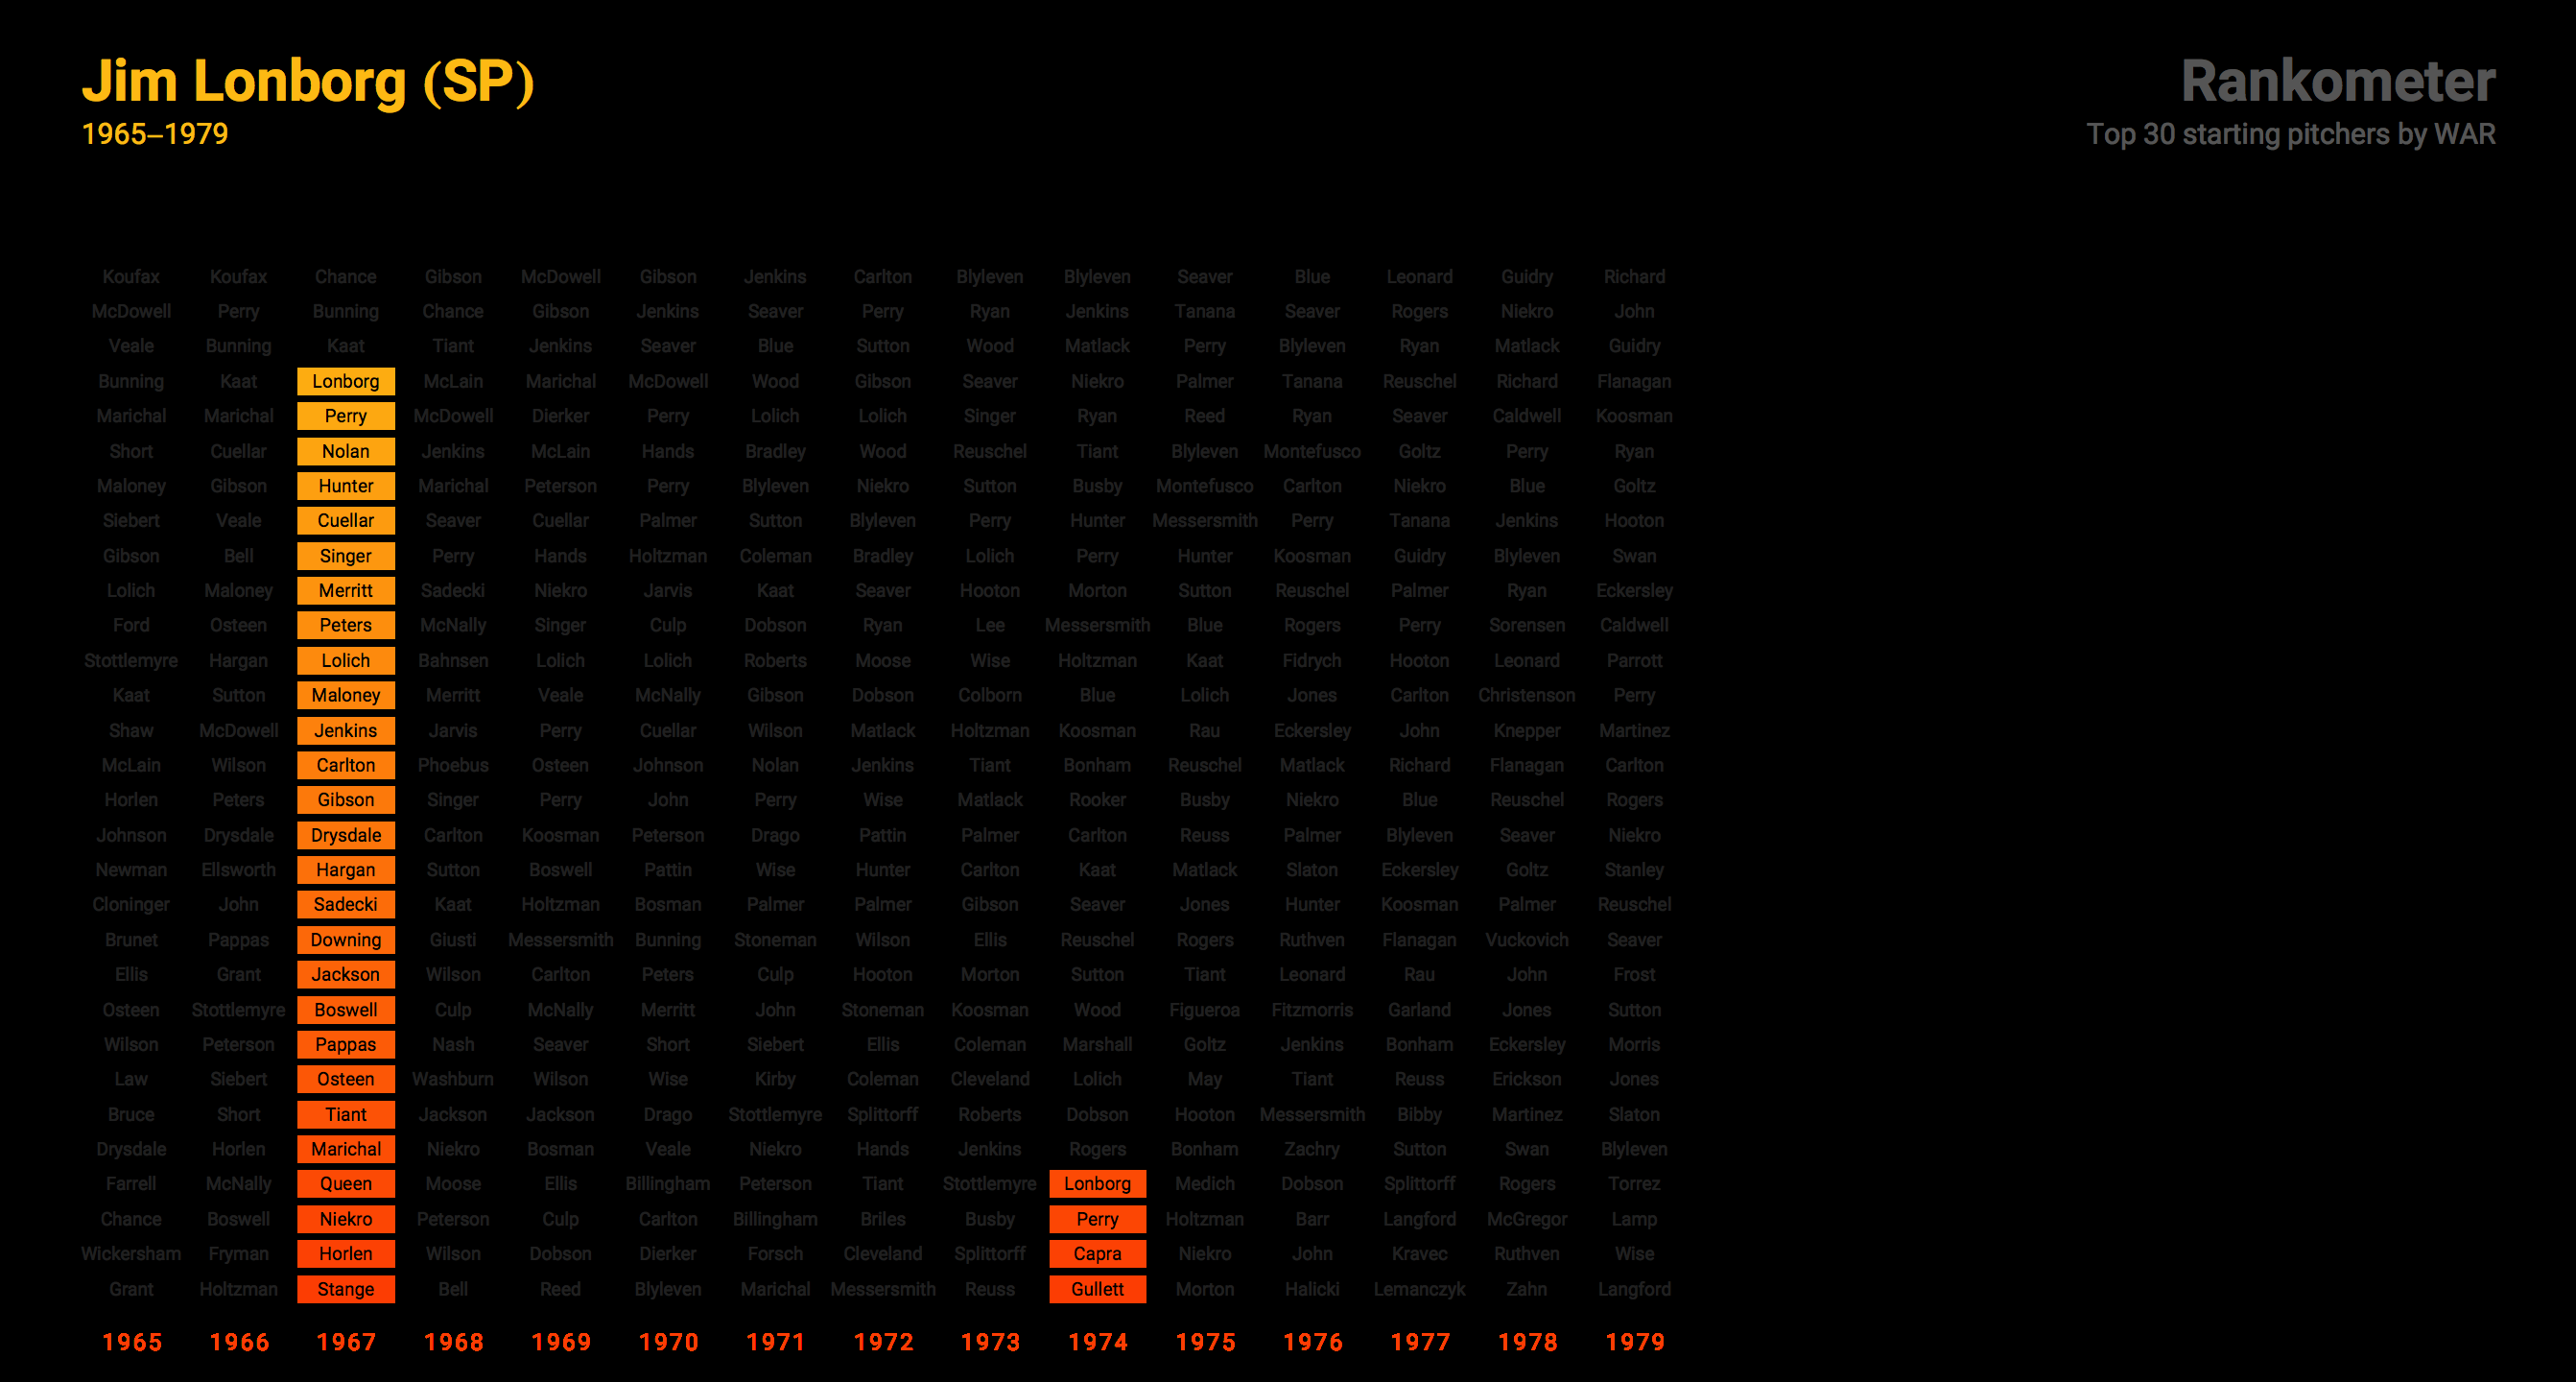 Jim Lonborg (SP)
1965–1979
Rankometer
Top 30 starting pitchers by WAR
Koufax Koufax Chance Gibson McDowell Gibson Jenkins Carlton Blyleven Blyleven Seaver Blue Leonard Guidry Richard
McDowell Perry Bunning Chance Gibson Jenkins Seaver Perry Ryan Jenkins Tanana Seaver Rogers Niekro John
Veale Bunning Kaat Tiant Jenkins Seaver Blue Sutton Wood Matlack Perry Blyleven Ryan Matlack Guidry
Bunning Kaat Lonborg McLain Marichal McDowell Wood Gibson Seaver Niekro Palmer Tanana Reuschel Richard Flanagan
Marichal Marichal Perry McDowell Dierker Perry Lolich Lolich Singer Ryan Reed Ryan Seaver Caldwell Koosman
Short Cuellar Nolan Jenkins McLain Hands Bradley Wood Reuschel Tiant Blyleven Montefusco Goltz Perry Ryan
Maloney Gibson Hunter Marichal Peterson Perry Blyleven Niekro Sutton Busby Montefusco Carlton Niekro Blue Goltz
Siebert Veale Cuellar Seaver Cuellar Palmer Sutton Blyleven Perry Hunter Messersmith Perry Tanana Jenkins Hooton
Gibson Bell Singer Perry Hands Holtzman Coleman Bradley Lolich Perry Hunter Koosman Guidry Blyleven Swan
Lolich Maloney Merritt Sadecki Niekro Jarvis Kaat Seaver Hooton Morton Sutton Reuschel Palmer Ryan Eckersley
Ford Osteen Peters McNally Singer Culp Dobson Ryan Lee Messersmith Blue Rogers Perry Sorensen Caldwell
Stottlemyre Hargan Lolich Bahnsen Lolich Lolich Roberts Moose Wise Holtzman Kaat Fidrych Hooton Leonard Parrott
Kaat Sutton Maloney Merritt Veale McNally Gibson Dobson Colborn Blue Lolich Jones Carlton Christenson Perry
Shaw McDowell Jenkins Jarvis Perry Cuellar Wilson Matlack Holtzman Koosman Rau Eckersley John Knepper Martinez
McLain Wilson Carlton Phoebus Osteen Johnson Nolan Jenkins Tiant Bonham Reuschel Matlack Richard Flanagan Carlton
Horlen Peters Gibson Singer Perry John Perry Wise Matlack Rooker Busby Niekro Blue Reuschel Rogers
Johnson Drysdale Drysdale Carlton Koosman Peterson Drago Pattin Palmer Carlton Reuss Palmer Blyleven Seaver Niekro
Newman Ellsworth Hargan Sutton Boswell Pattin Wise Hunter Carlton Kaat Matlack Slaton Eckersley Goltz Stanley
Cloninger John Sadecki Kaat Holtzman Bosman Palmer Palmer Gibson Seaver Jones Hunter Koosman Palmer Reuschel
Brunet Pappas Downing Giusti Messersmith Bunning Stoneman Wilson Ellis Reuschel Rogers Ruthven Flanagan Vuckovich Seaver
Ellis Grant Jackson Wilson Carlton Peters Culp Hooton Morton Sutton Tiant Leonard Rau John Frost
Osteen Stottlemyre Boswell Culp McNally Merritt John Stoneman Koosman Wood Figueroa Fitzmorris Garland Jones Sutton
Wilson Peterson Pappas Nash Seaver Short Siebert Ellis Coleman Marshall Goltz Jenkins Bonham Eckersley Morris
Law Siebert Osteen Washburn Wilson Wise Kirby Coleman Cleveland Lolich May Tiant Reuss Erickson Jones
Bruce Short Tiant Jackson Jackson Drago Stottlemyre Splittorff Roberts Dobson Hooton Messersmith Bibby Martinez Slaton
Drysdale Horlen Marichal Niekro Bosman Veale Niekro Hands Jenkins Rogers Bonham Zachry Sutton Swan Blyleven
Farrell McNally Queen Moose Ellis Billingham Peterson Tiant Stottlemyre Lonborg Medich Dobson Splittorff Rogers Torrez
Chance Boswell Niekro Peterson Culp Carlton Billingham Briles Busby Perry Holtzman Barr Langford McGregor Lamp
Wickersham Fryman Horlen Wilson Dobson Dierker Forsch Cleveland Splittorff Capra Niekro John Kravec Ruthven Wise
Grant Holtzman Stange Bell Reed Blyleven Marichal Messersmith Reuss Gullett Morton Halicki Lemanczyk Zahn Langford
1965 1966 1967 1968 1969 1970 1971 1972 1973 1974 1975 1976 1977 1978 1979